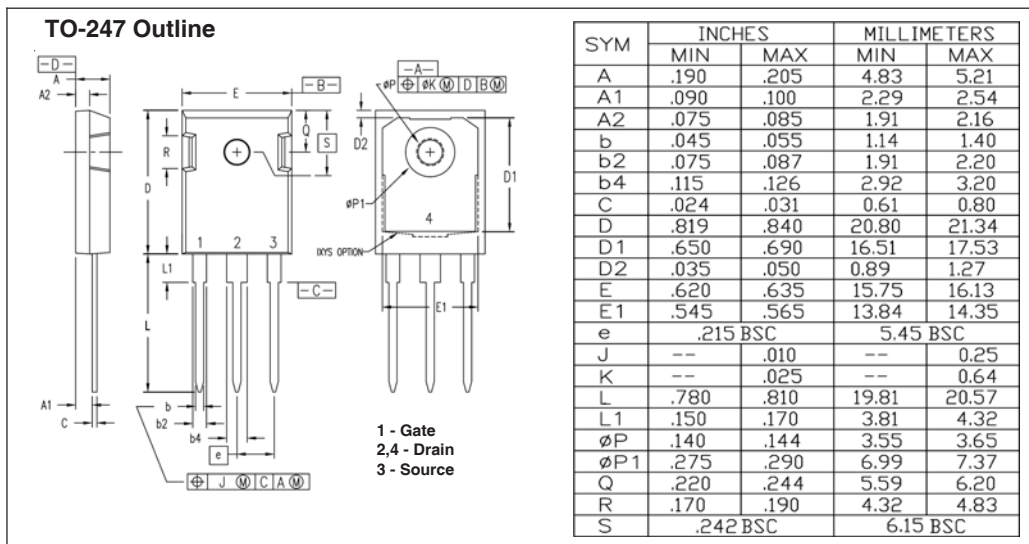 TO-247 Outline
-D-
A
A2
R
D
L1
L
A1
C
E
-B-
Q
S
1 2 3
-C-
b
b2
b4
e
⌖ J Ⓜ C A Ⓜ
-A-
⌖ øK Ⓜ D B Ⓜ
øP
D2
D1
øP1
4
IXYS OPTION
E1
1 - Gate
2,4 - Drain
3 - Source
SYM INCHES MILLIMETERS
MIN MAX MIN MAX
A .190 .205 4.83 5.21
A1 .090 .100 2.29 2.54
A2 .075 .085 1.91 2.16
b .045 .055 1.14 1.40
b2 .075 .087 1.91 2.20
b4 .115 .126 2.92 3.20
C .024 .031 0.61 0.80
D .819 .840 20.80 21.34
D1 .650 .690 16.51 17.53
D2 .035 .050 0.89 1.27
E .620 .635 15.75 16.13
E1 .545 .565 13.84 14.35
e .215 BSC 5.45 BSC
J -- .010 -- 0.25
K -- .025 -- 0.64
L .780 .810 19.81 20.57
L1 .150 .170 3.81 4.32
øP .140 .144 3.55 3.65
øP1 .275 .290 6.99 7.37
Q .220 .244 5.59 6.20
R .170 .190 4.32 4.83
S .242 BSC 6.15 BSC